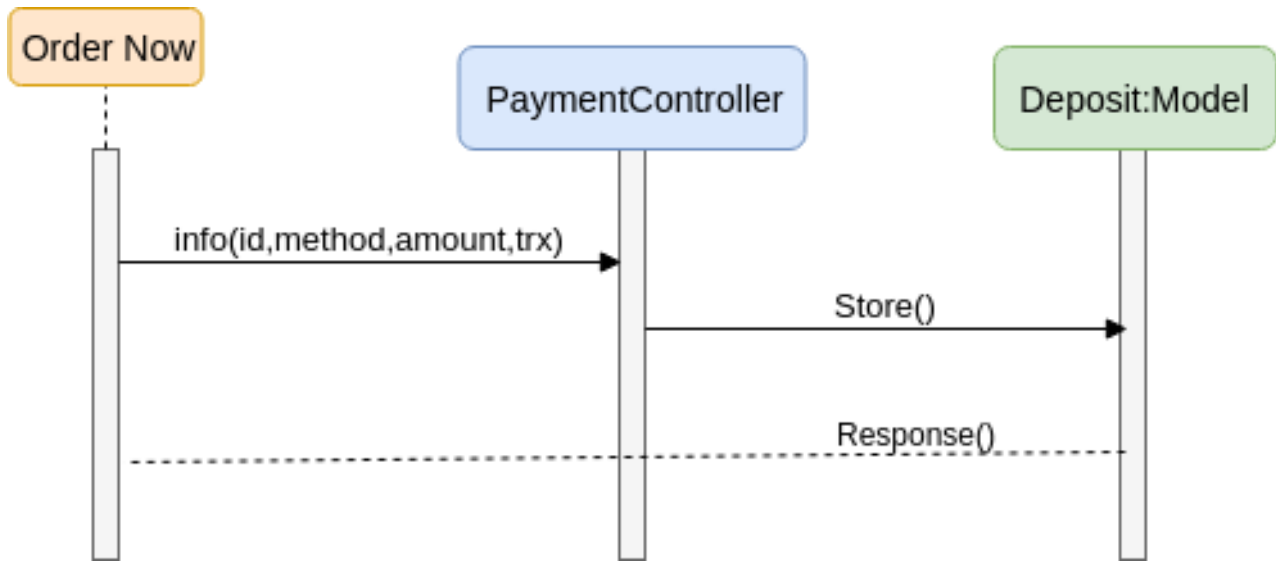 Order Now
PaymentController
Deposit:Model
info(id,method,amount,trx)
Store()
Response()